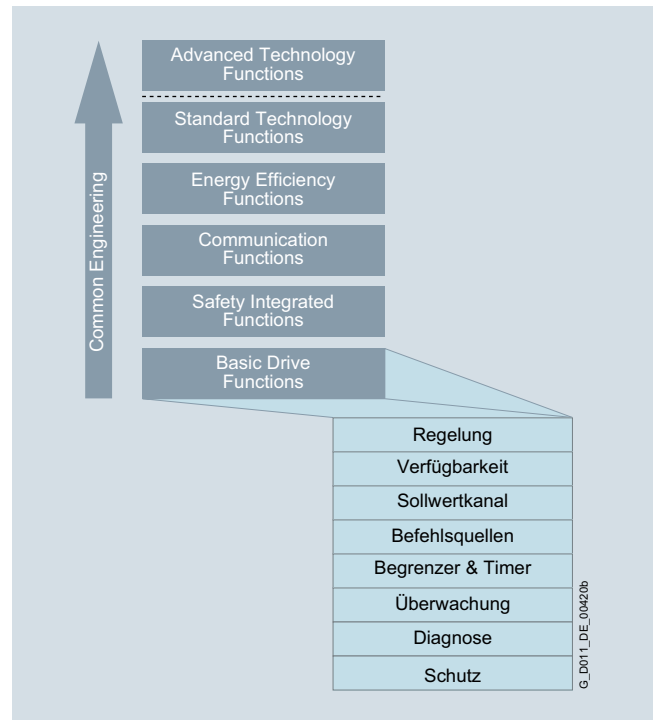 Advanced Technology
Functions
Standard Technology
Functions
Energy Efficiency
Functions
Communication
Functions
Safety Integrated
Functions
Basic Drive
Functions
Common Engineering
Regelung
Verfügbarkeit
Sollwertkanal
Befehlsquellen
Begrenzer & Timer
Überwachung
Diagnose
Schutz
G_D011_DE_00420b